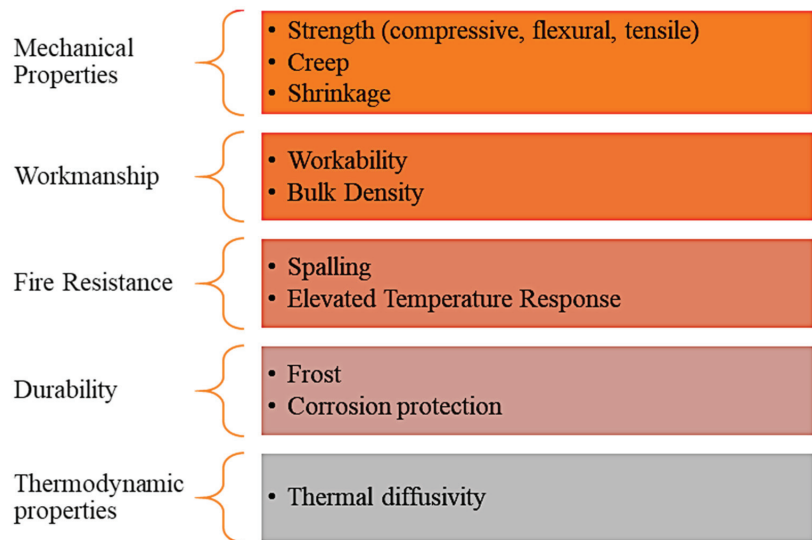 Mechanical
Properties
• Strength (compressive, flexural, tensile)
• Creep
• Shrinkage
Workmanship
• Workability
• Bulk Density
Fire Resistance
• Spalling
• Elevated Temperature Response
Durability
• Frost
• Corrosion protection
Thermodynamic
properties
• Thermal diffusivity